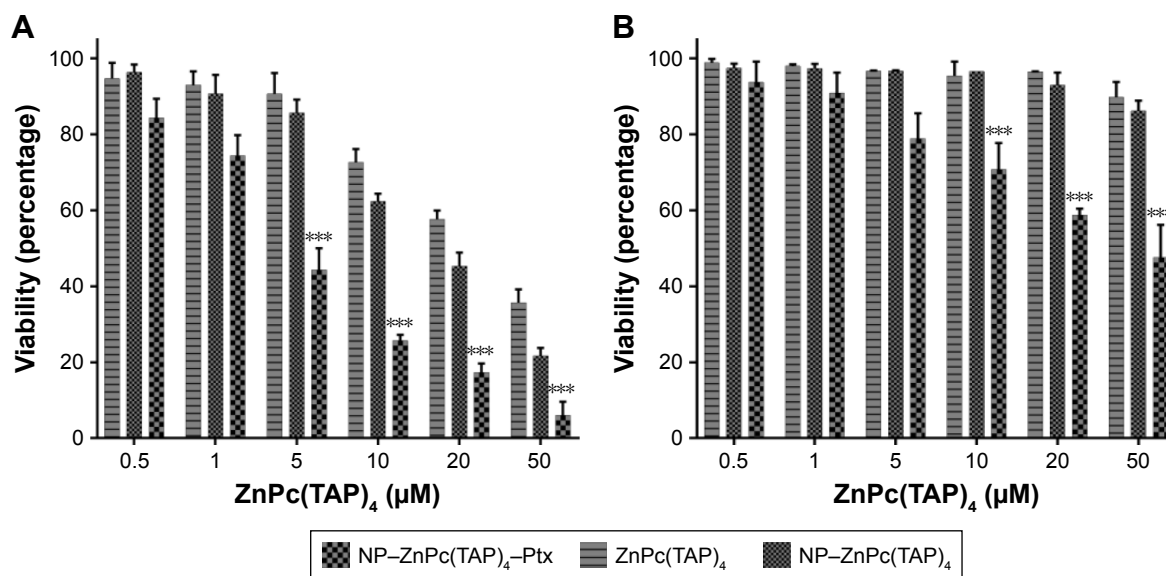 A
Viability (percentage)
100
80
60
40
20
0
***
***
***
***
0.5 1 5 10 20 50
ZnPc(TAP)₄ (µM)
B
Viability (percentage)
100
80
60
40
20
0
***
***
***
0.5 1 5 10 20 50
ZnPc(TAP)₄ (µM)
NP–ZnPc(TAP)₄–Ptx ZnPc(TAP)₄ NP–ZnPc(TAP)₄